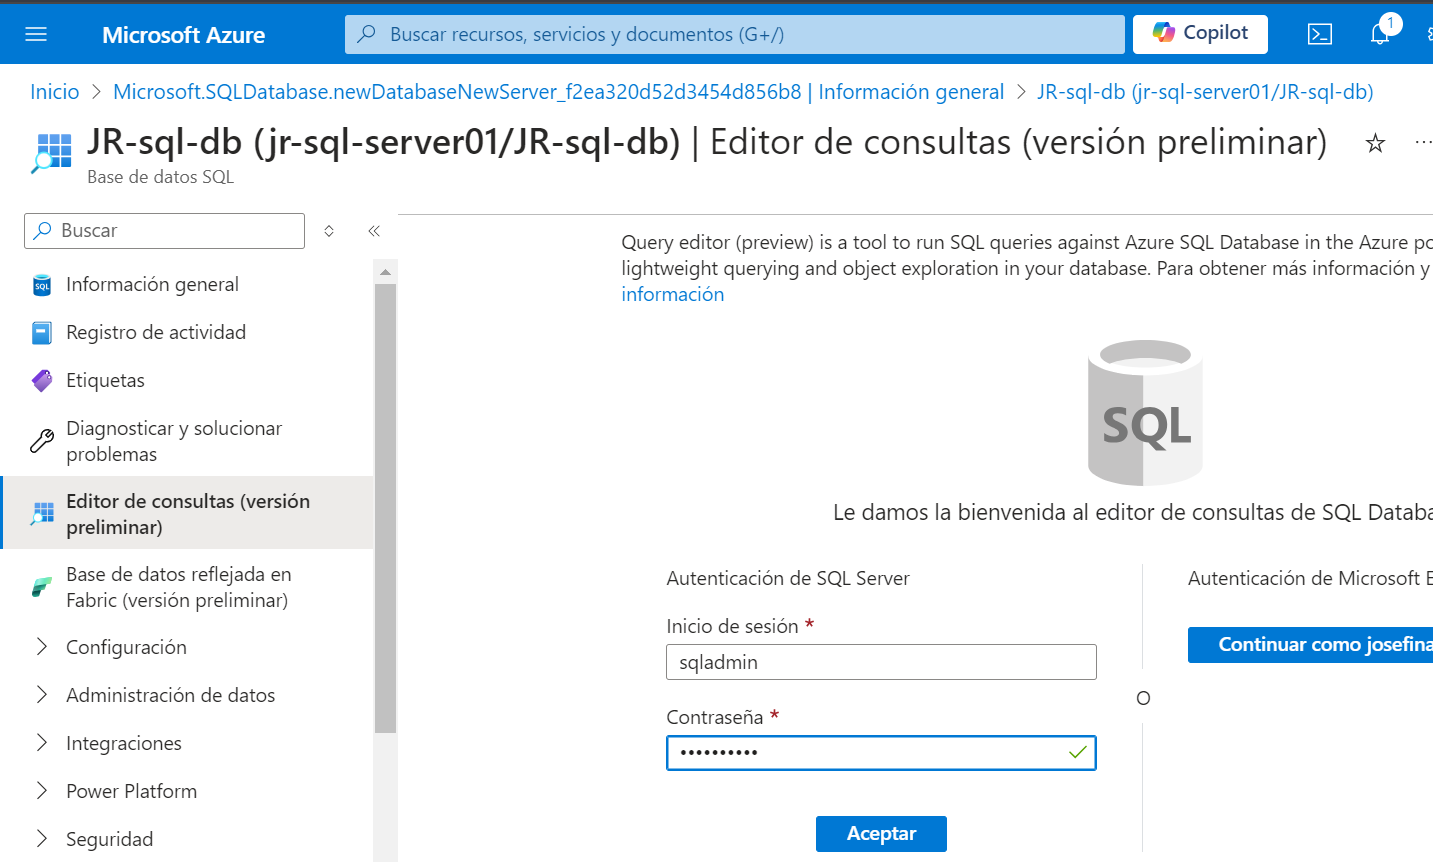 Microsoft Azure
Buscar recursos, servicios y documentos (G+/)
Copilot
1
Inicio > Microsoft.SQLDatabase.newDatabaseNewServer_f2ea320d52d3454d856b8 | Información general > JR-sql-db (jr-sql-server01/JR-sql-db)
JR-sql-db (jr-sql-server01/JR-sql-db) | Editor de consultas (versión preliminar)
Base de datos SQL
Buscar
Información general
Registro de actividad
Etiquetas
Diagnosticar y solucionar
problemas
Editor de consultas (versión
preliminar)
Base de datos reflejada en
Fabric (versión preliminar)
Configuración
Administración de datos
Integraciones
Power Platform
Seguridad
Query editor (preview) is a tool to run SQL queries against Azure SQL Database in the Azure po
lightweight querying and object exploration in your database. Para obtener más información y
información
SQL
Le damos la bienvenida al editor de consultas de SQL Databa
Autenticación de SQL Server
Inicio de sesión *
sqladmin
Contraseña *
••••••••••
Aceptar
O
Autenticación de Microsoft E
Continuar como josefina